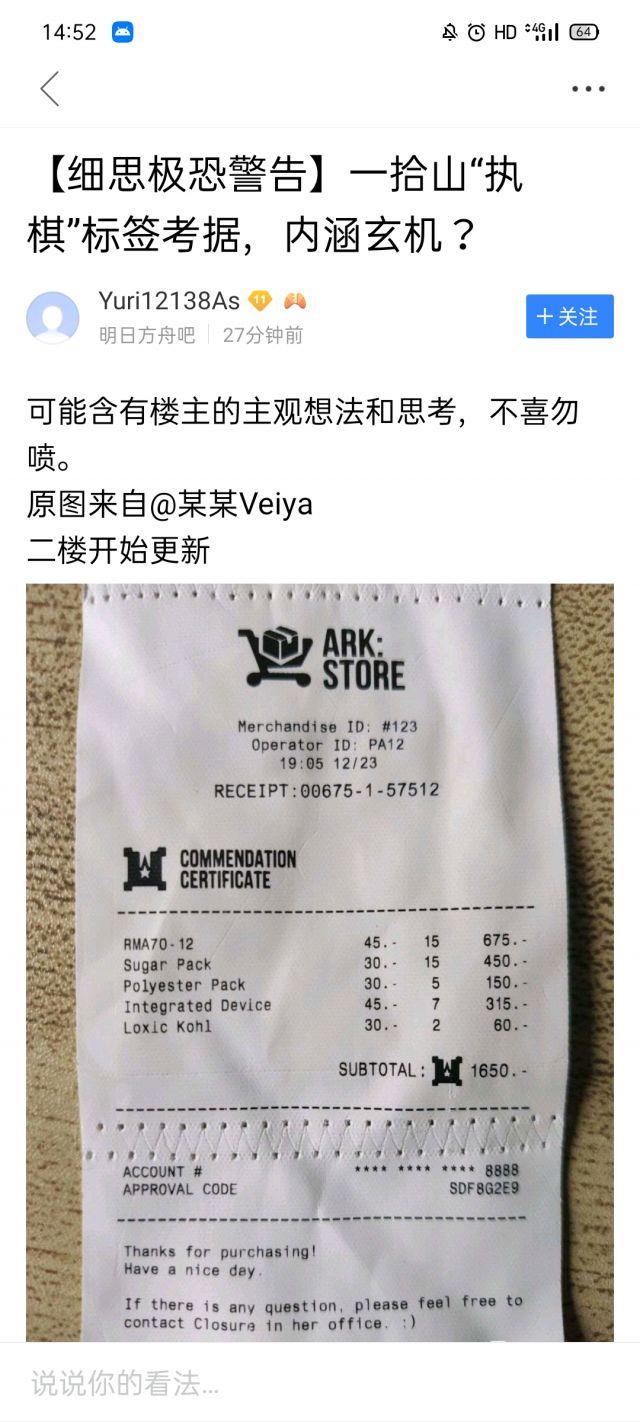 14:52
HD 4G 64
【细思极恐警告】一拾山“执
棋”标签考据，内涵玄机？
Yuri12138As 11
明日方舟吧 27分钟前
+ 关注
可能含有楼主的主观想法和思考，不喜勿
喷。
原图来自@某某Veiya
二楼开始更新
ARK:
STORE
Merchandise ID: #123
Operator ID: PA12
19:05 12/23
RECEIPT:00675-1-57512
COMMENDATION
CERTIFICATE
RMA70-12 45.- 15 675.-
Sugar Pack 30.- 15 450.-
Polyester Pack 30.- 5 150.-
Integrated Device 45.- 7 315.-
Loxic Kohl 30.- 2 60.-
SUBTOTAL: 1650.-
ACCOUNT # **** **** **** 8888
APPROVAL CODE SDF8G2E9
Thanks for purchasing!
Have a nice day.
If there is any question, please feel free to
contact Closure in her office. :)
说说你的看法...